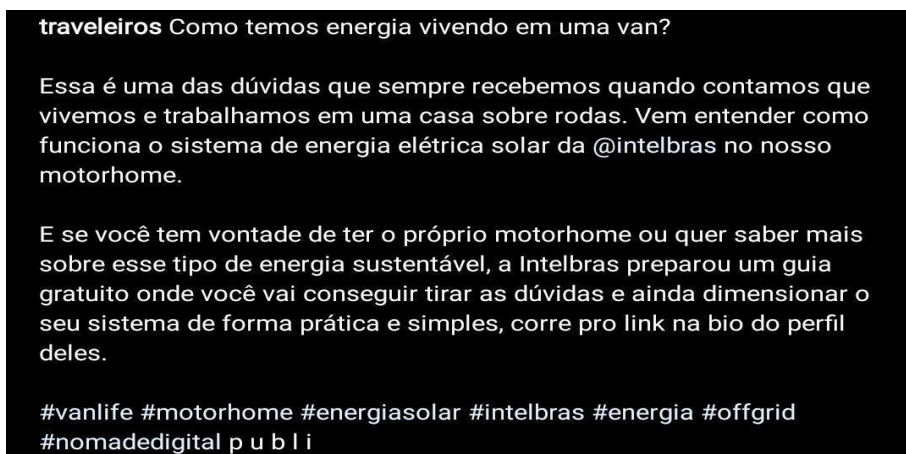 traveleiros Como temos energia vivendo em uma van?
Essa é uma das dúvidas que sempre recebemos quando contamos que
vivemos e trabalhamos em uma casa sobre rodas. Vem entender como
funciona o sistema de energia elétrica solar da @intelbras no nosso
motorhome.
E se você tem vontade de ter o próprio motorhome ou quer saber mais
sobre esse tipo de energia sustentável, a Intelbras preparou um guia
gratuito onde você vai conseguir tirar as dúvidas e ainda dimensionar o
seu sistema de forma prática e simples, corre pro link na bio do perfil
deles.
#vanlife #motorhome #energiasolar #intelbras #energia #offgrid
#nomadedigital p u b l i